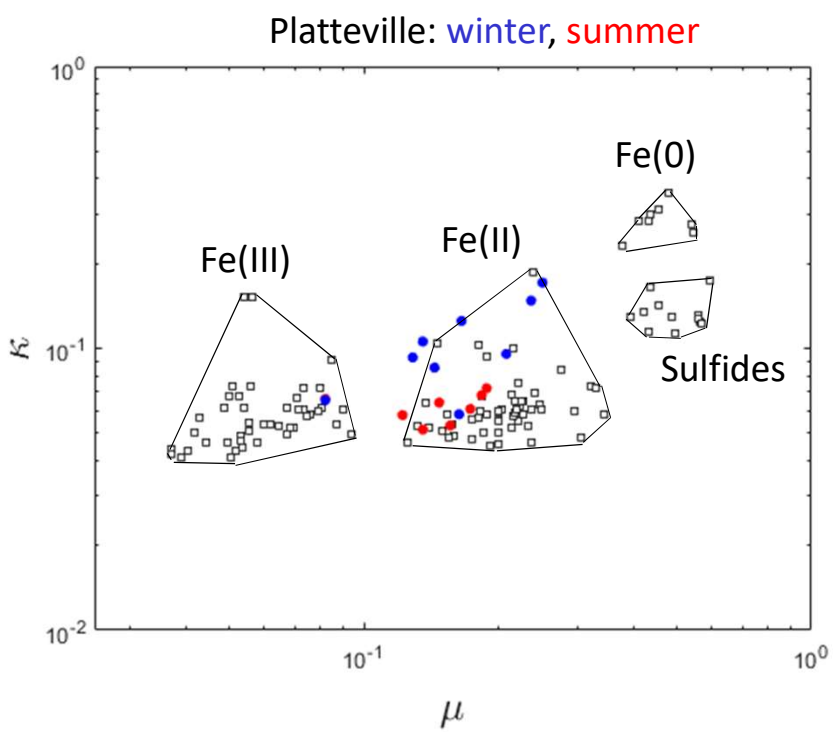 Platteville: winter, summer
10^0
Fe(0)
Fe(II)
Fe(III)
κ
10^-1
Sulfides
10^-2
10^-1
10^0
μ